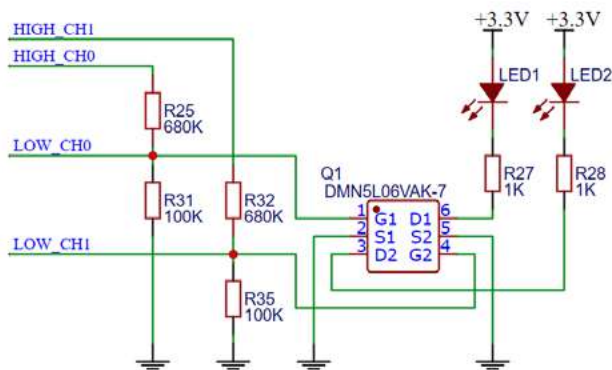 HIGH_CH1
HIGH_CH0
LOW_CH0
LOW_CH1
R25
680K
R31
100K
R32
680K
R35
100K
Q1
DMN5L06VAK-7
1 G1 D1 6
2 S1 S2 5
3 D2 G2 4
+3.3V +3.3V
LED1 LED2
R27 R28
1K 1K